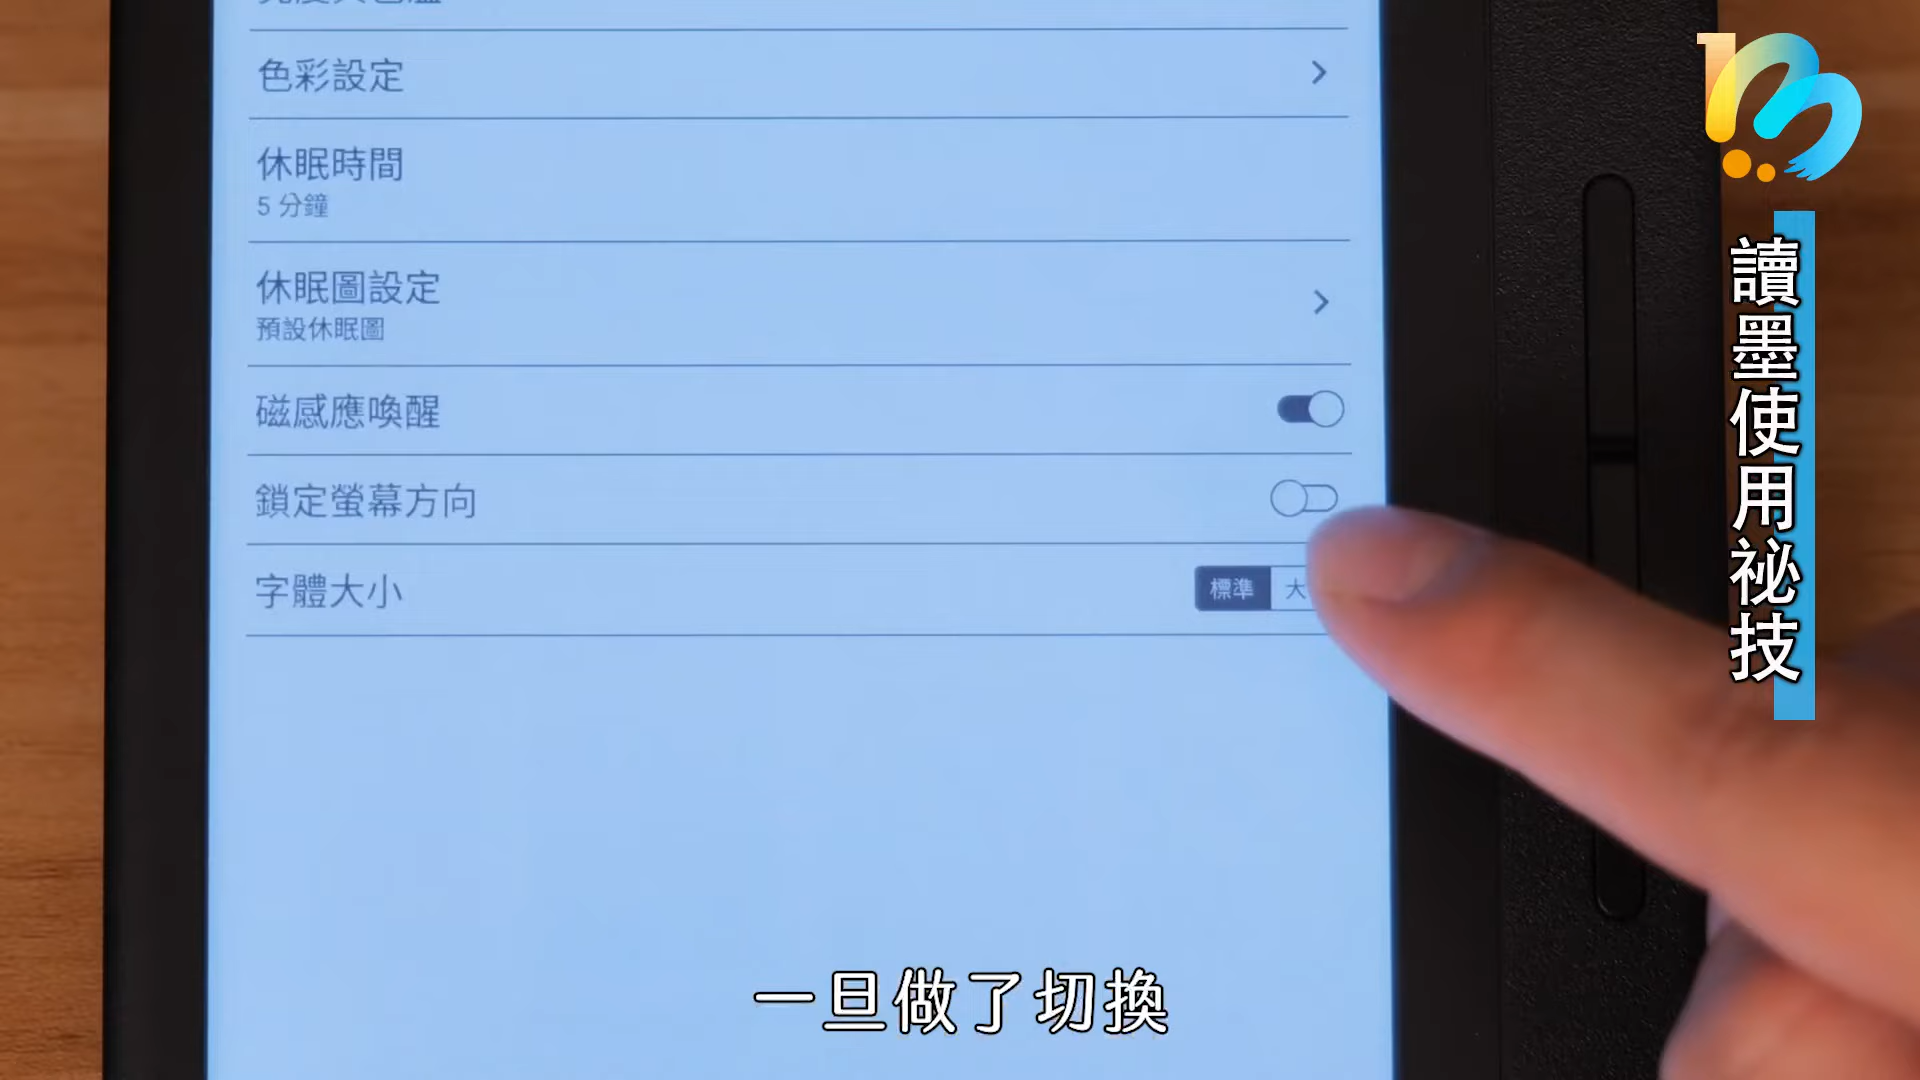 色彩設定
休眠時間
5 分鐘
休眠圖設定
預設休眠圖
磁感應喚醒
鎖定螢幕方向
字體大小
標準
大
讀墨使用祕技
一旦做了切換